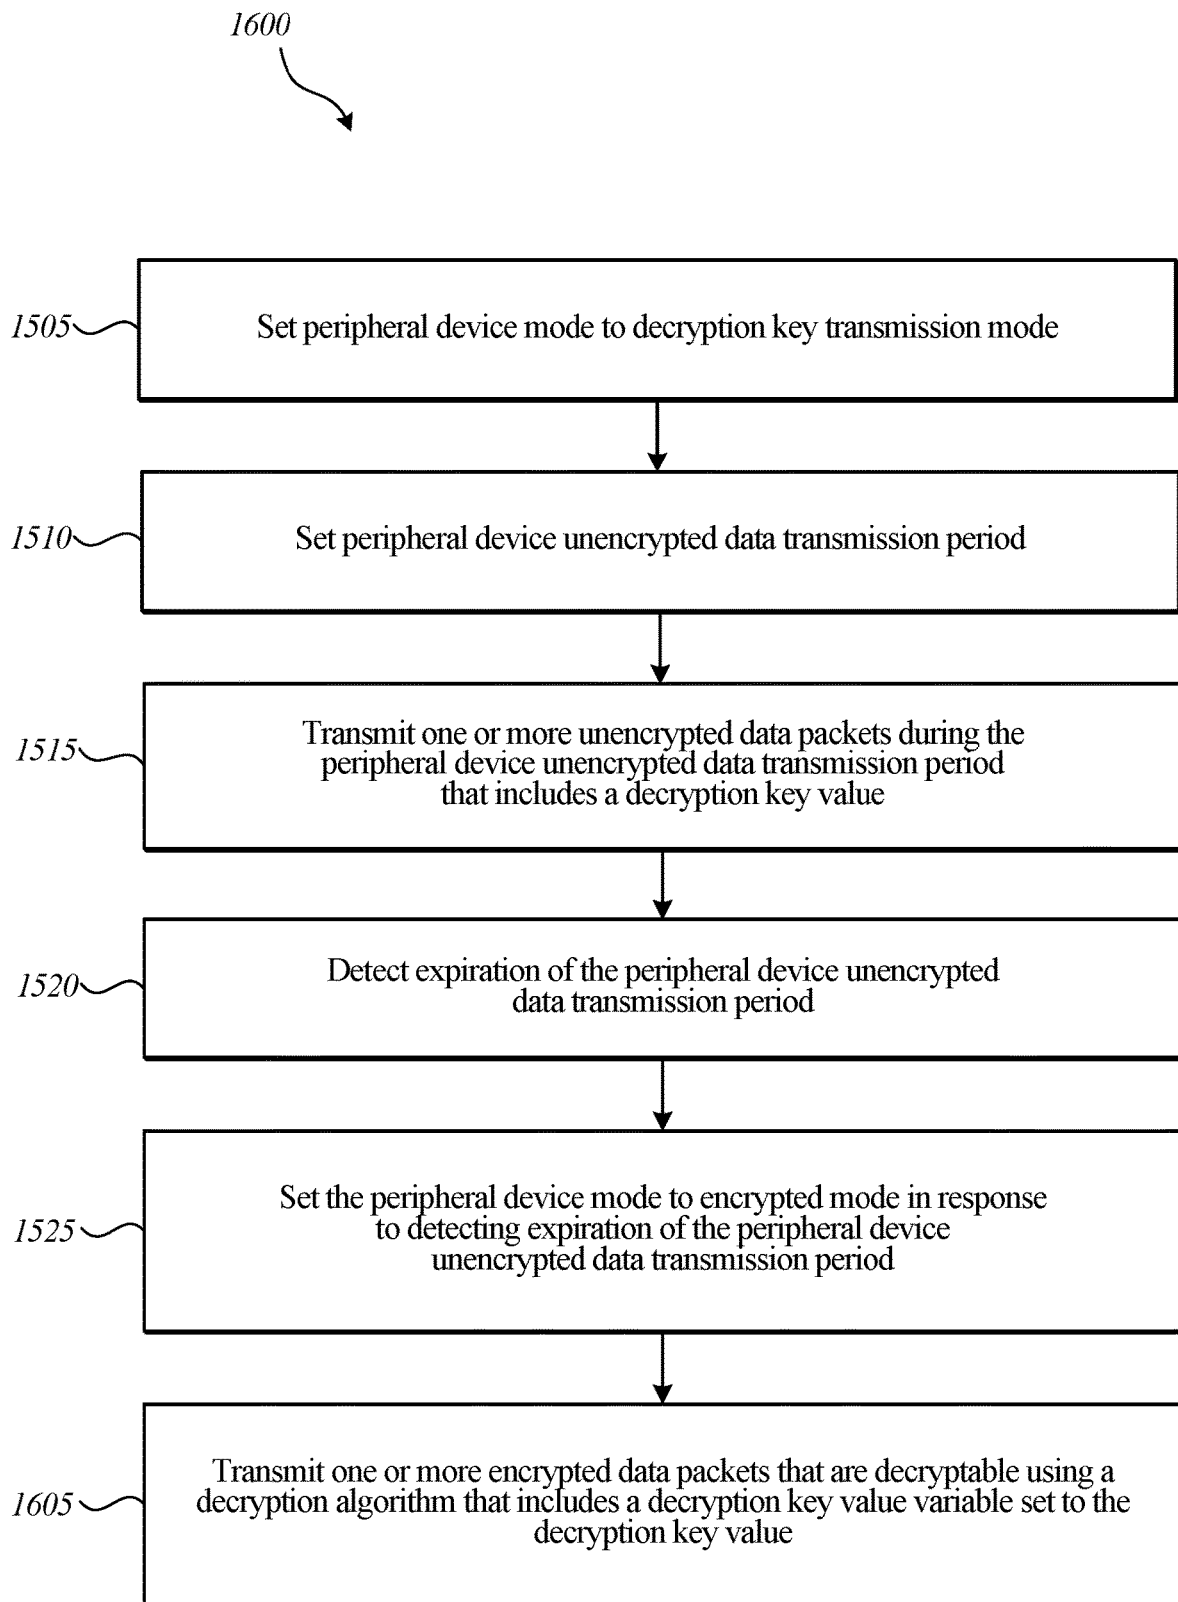 1600
1505
Set peripheral device mode to decryption key transmission mode
1510
Set peripheral device unencrypted data transmission period
1515
Transmit one or more unencrypted data packets during the
peripheral device unencrypted data transmission period
that includes a decryption key value
1520
Detect expiration of the peripheral device unencrypted
data transmission period
1525
Set the peripheral device mode to encrypted mode in response
to detecting expiration of the peripheral device
unencrypted data transmission period
1605
Transmit one or more encrypted data packets that are decryptable using a
decryption algorithm that includes a decryption key value variable set to the
decryption key value